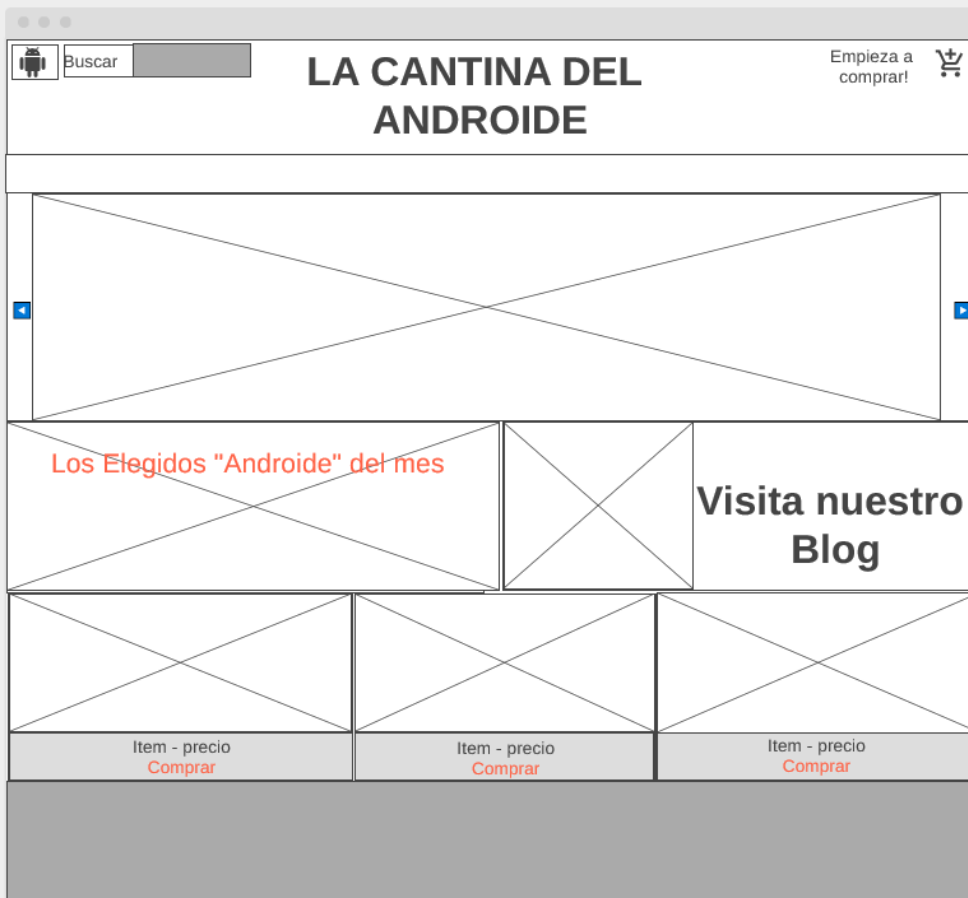 Buscar
LA CANTINA DEL
ANDROIDE
Empieza a
comprar!
Los Elegidos "Androide" del mes
Visita nuestro
Blog
Item - precio
Comprar
Item - precio
Comprar
Item - precio
Comprar